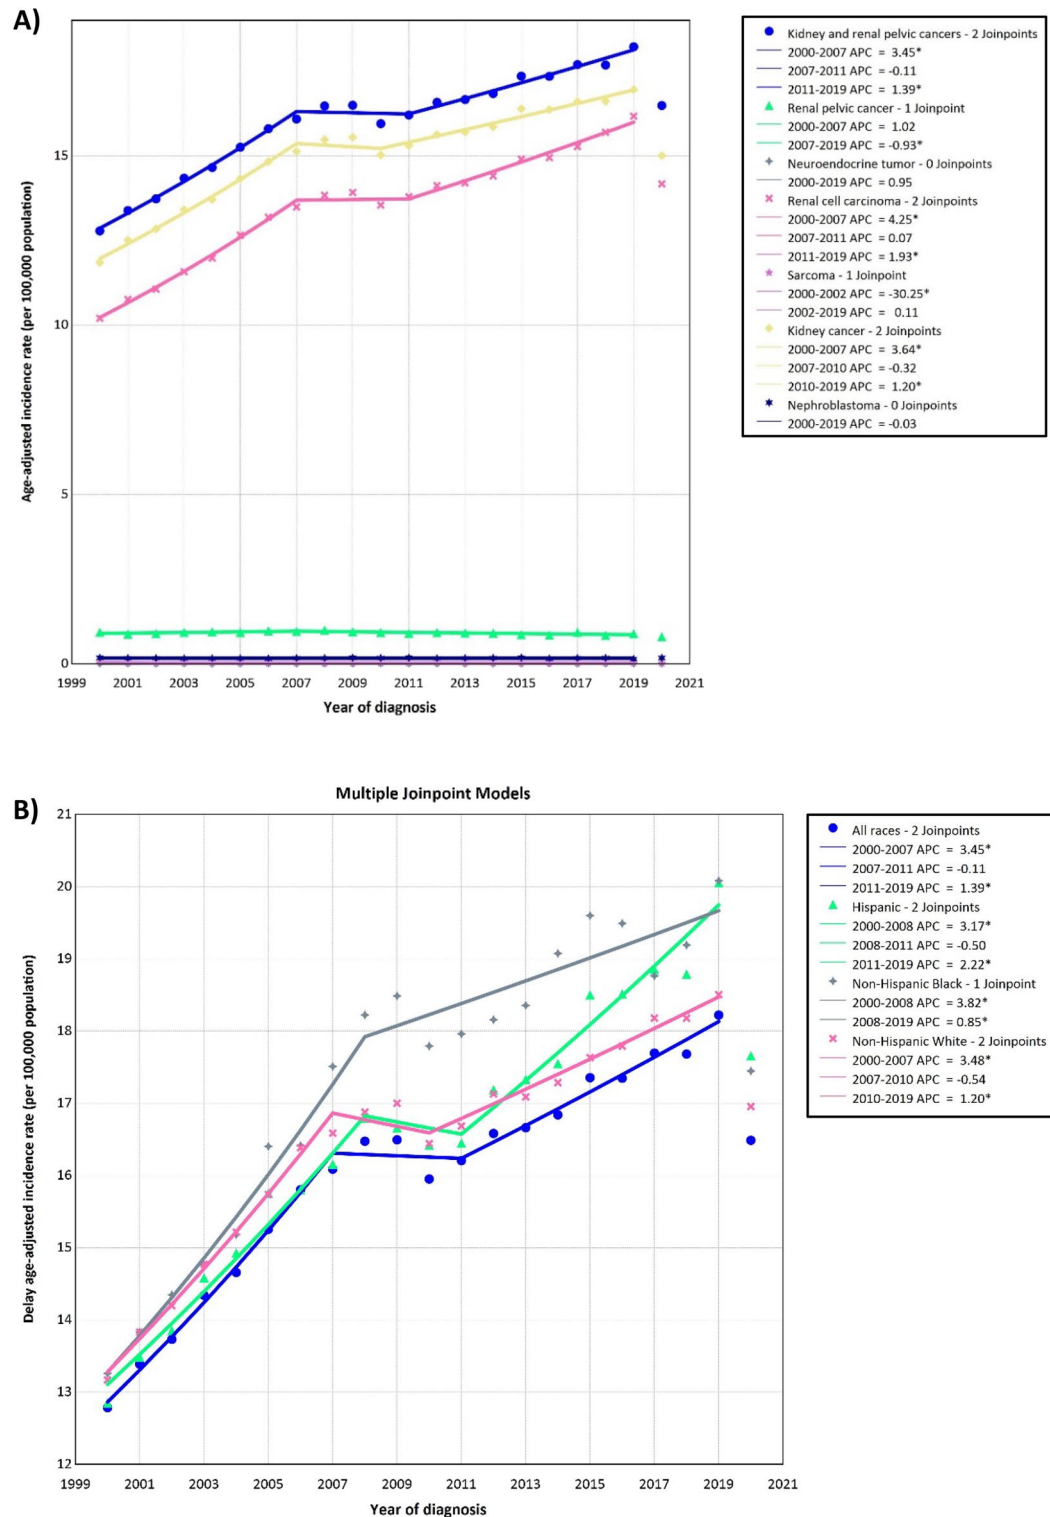 A)
Age-adjusted incidence rate (per 100,000 population)
15
10
5
0
1999 2001 2003 2005 2007 2009 2011 2013 2015 2017 2019 2021
Year of diagnosis
Kidney and renal pelvic cancers - 2 Joinpoints
2000-2007 APC = 3.45*
2007-2011 APC = -0.11
2011-2019 APC = 1.39*
Renal pelvic cancer - 1 Joinpoint
2000-2007 APC = 1.02
2007-2019 APC = -0.93*
Neuroendocrine tumor - 0 Joinpoints
2000-2019 APC = 0.95
Renal cell carcinoma - 2 Joinpoints
2000-2007 APC = 4.25*
2007-2011 APC = 0.07
2011-2019 APC = 1.93*
Sarcoma - 1 Joinpoint
2000-2002 APC = -30.25*
2002-2019 APC = 0.11
Kidney cancer - 2 Joinpoints
2000-2007 APC = 3.64*
2007-2010 APC = -0.32
2010-2019 APC = 1.20*
Nephroblastoma - 0 Joinpoints
2000-2019 APC = -0.03
B)
Multiple Joinpoint Models
Delay age-adjusted incidence rate (per 100,000 population)
21
20
19
18
17
16
15
14
13
12
1999 2001 2003 2005 2007 2009 2011 2013 2015 2017 2019 2021
Year of diagnosis
All races - 2 Joinpoints
2000-2007 APC = 3.45*
2007-2011 APC = -0.11
2011-2019 APC = 1.39*
Hispanic - 2 Joinpoints
2000-2008 APC = 3.17*
2008-2011 APC = -0.50
2011-2019 APC = 2.22*
Non-Hispanic Black - 1 Joinpoint
2000-2008 APC = 3.82*
2008-2019 APC = 0.85*
Non-Hispanic White - 2 Joinpoints
2000-2007 APC = 3.48*
2007-2010 APC = -0.54
2010-2019 APC = 1.20*